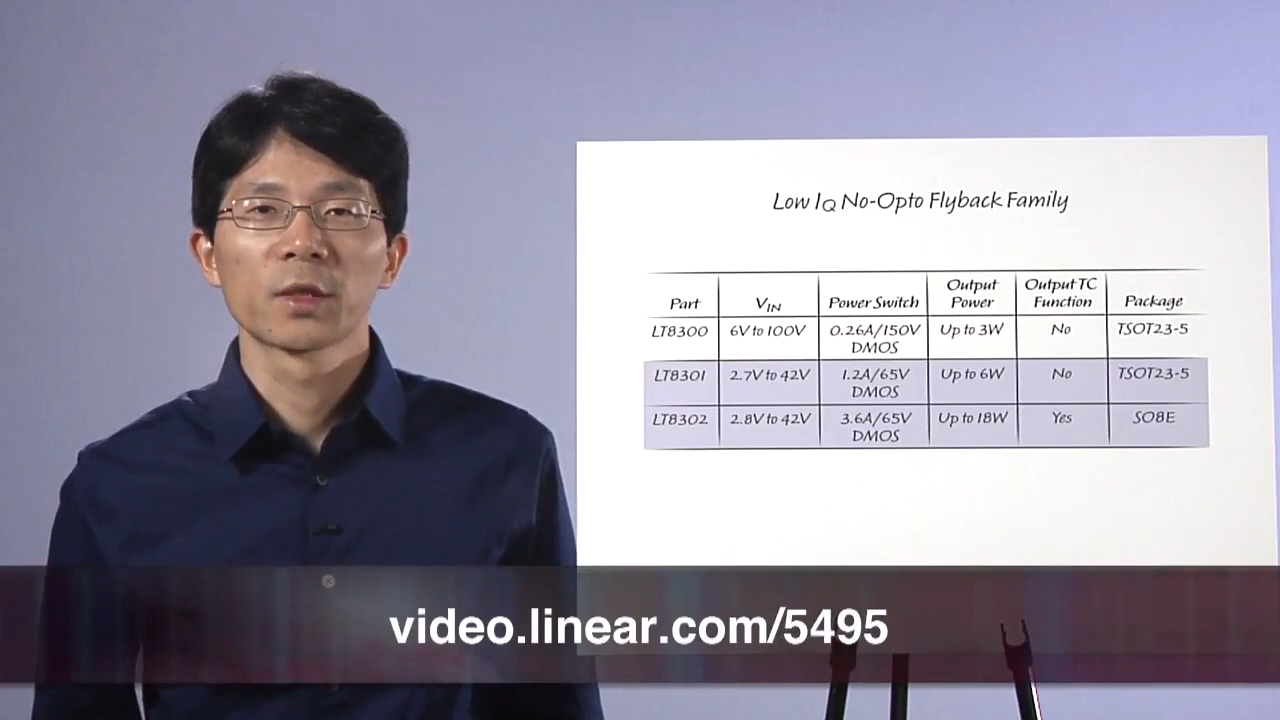 Low IQ No-Opto Flyback Family
Part VIN Power Switch Output Power Output TC Function Package
LT8300 6V to 100V 0.26A/150V DMOS Up to 3W No TSOT23-5
LT8301 2.7V to 42V 1.2A/65V DMOS Up to 6W No TSOT23-5
LT8302 2.8V to 42V 3.6A/65V DMOS Up to 18W Yes SO8E
video.linear.com/5495